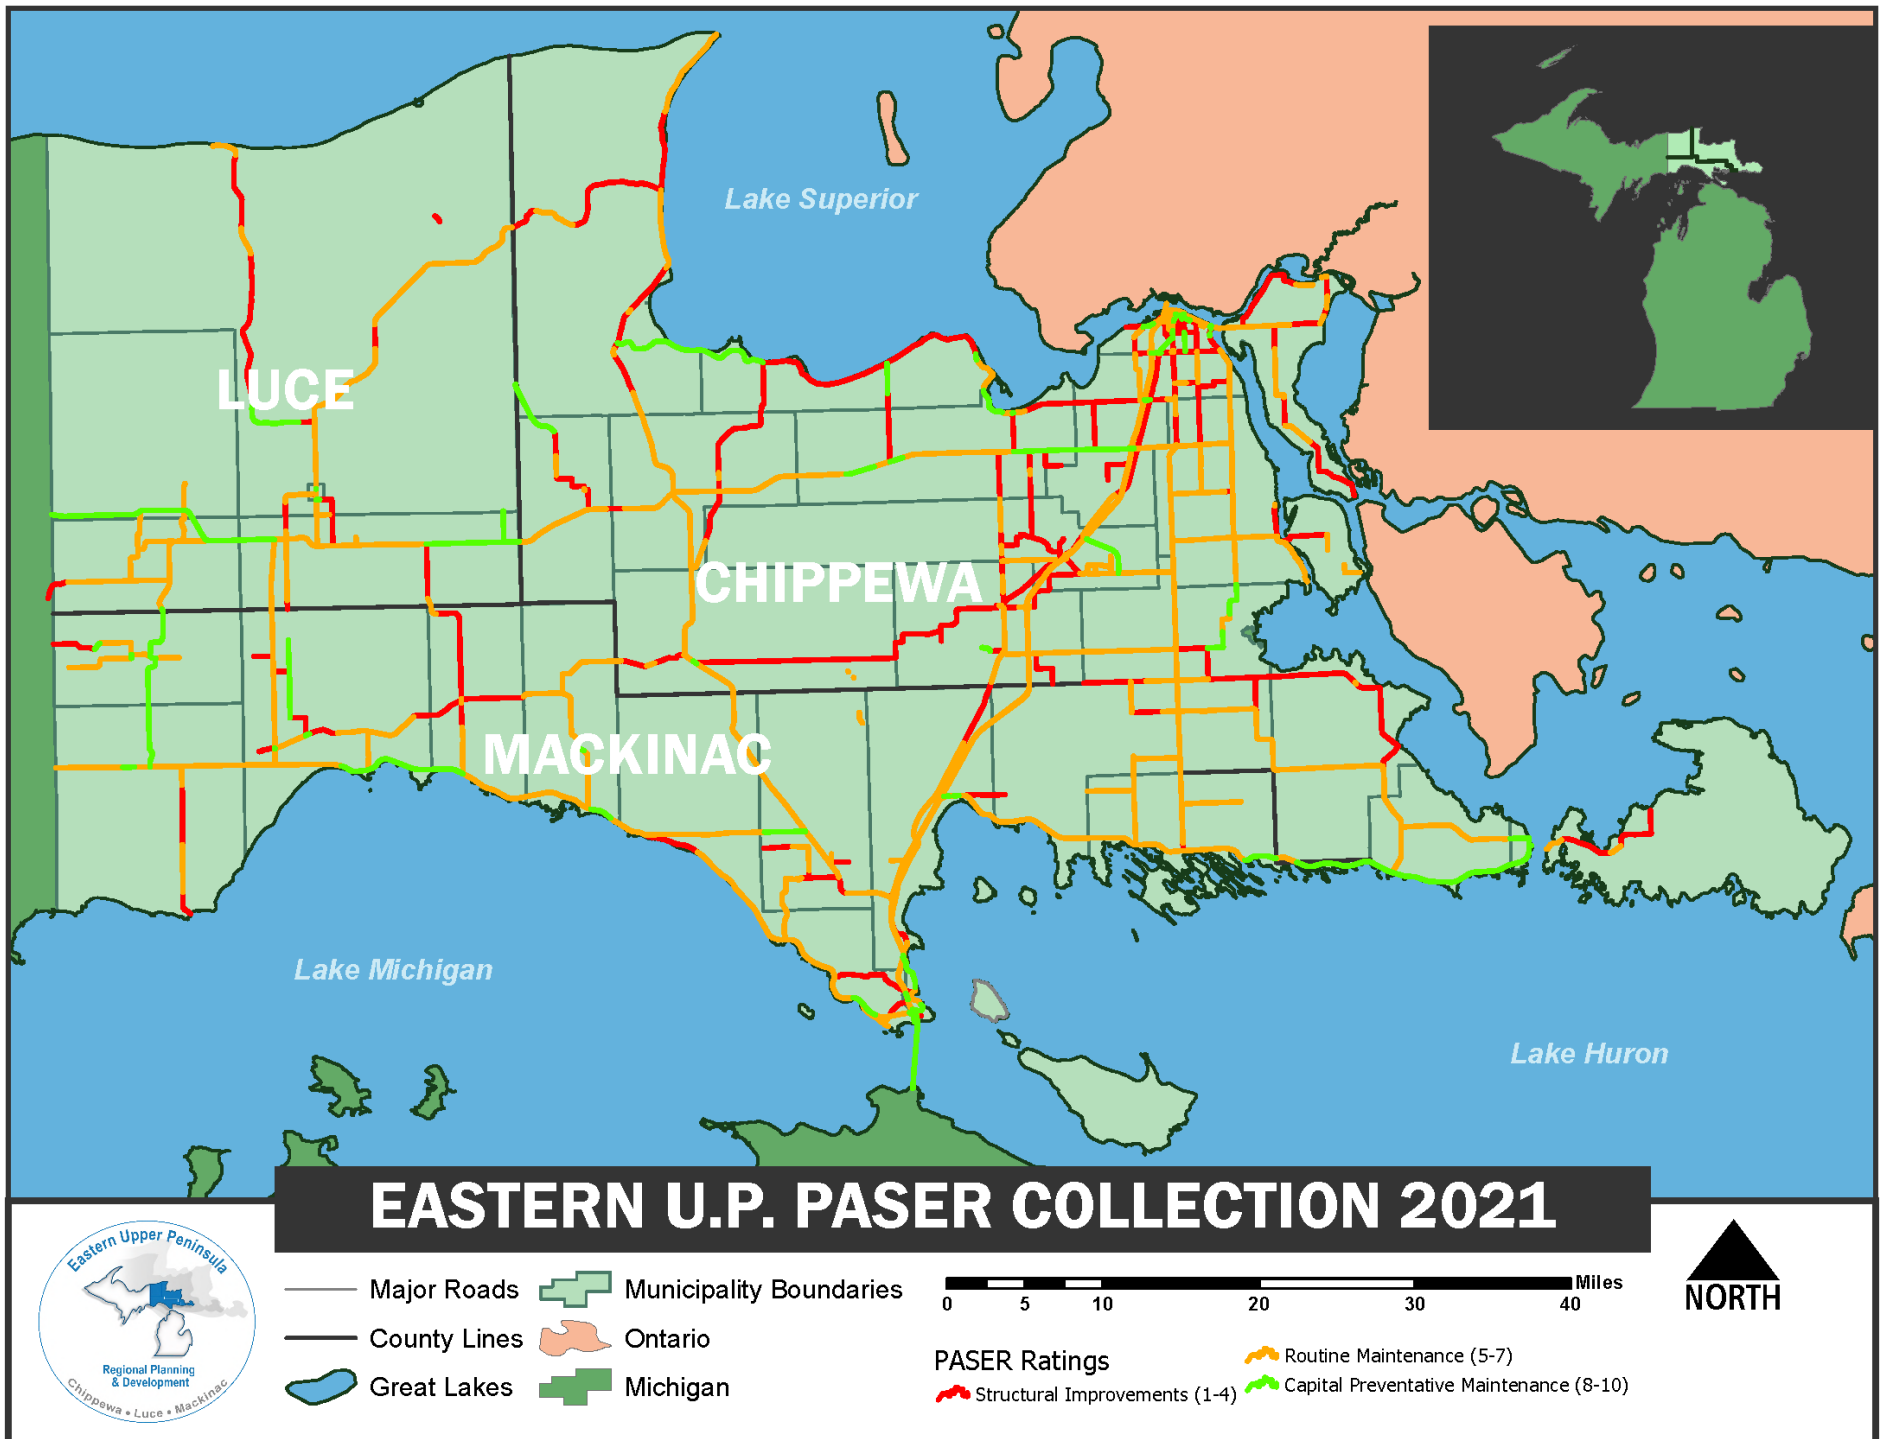 Lake Superior
LUCE
CHIPPEWA
MACKINAC
Lake Michigan
Lake Huron
EASTERN U.P. PASER COLLECTION 2021
Eastern Upper Peninsula
Regional Planning
& Development
Chippewa • Luce • Mackinac
Major Roads
County Lines
Great Lakes
Municipality Boundaries
Ontario
Michigan
Miles
0 5 10 20 30 40
PASER Ratings
Structural Improvements (1-4)
Routine Maintenance (5-7)
Capital Preventative Maintenance (8-10)
NORTH